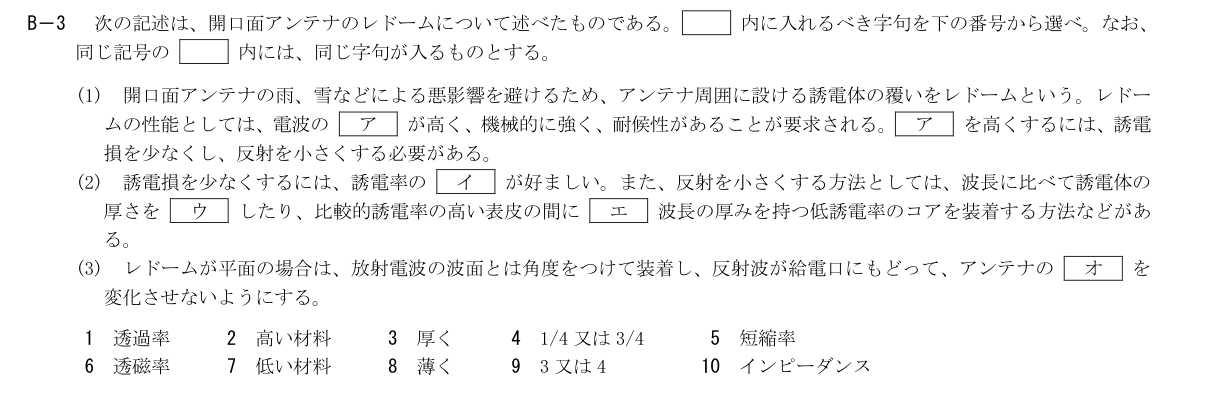 B－3 次の記述は、開口面アンテナのレドームについて述べたものである。□ 内に入れるべき字句を下の番号から選べ。なお、
同じ記号の □ 内には、同じ字句が入るものとする。
(1) 開口面アンテナの雨、雪などによる悪影響を避けるため、アンテナ周囲に設ける誘電体の覆いをレドームという。レドー
ムの性能としては、電波の ア が高く、機械的に強く、耐候性があることが要求される。 ア を高くするには、誘電
損を少なくし、反射を小さくする必要がある。
(2) 誘電損を少なくするには、誘電率の イ が好ましい。また、反射を小さくする方法としては、波長に比べて誘電体の
厚さを ウ したり、比較的誘電率の高い表皮の間に エ 波長の厚みを持つ低誘電率のコアを装着する方法などがあ
る。
(3) レドームが平面の場合は、放射電波の波面とは角度をつけて装着し、反射波が給電口にもどって、アンテナの オ を
変化させないようにする。
1 透過率 2 高い材料 3 厚く 4 1/4 又は 3/4 5 短縮率
6 透磁率 7 低い材料 8 薄く 9 3 又は 4 10 インピーダンス